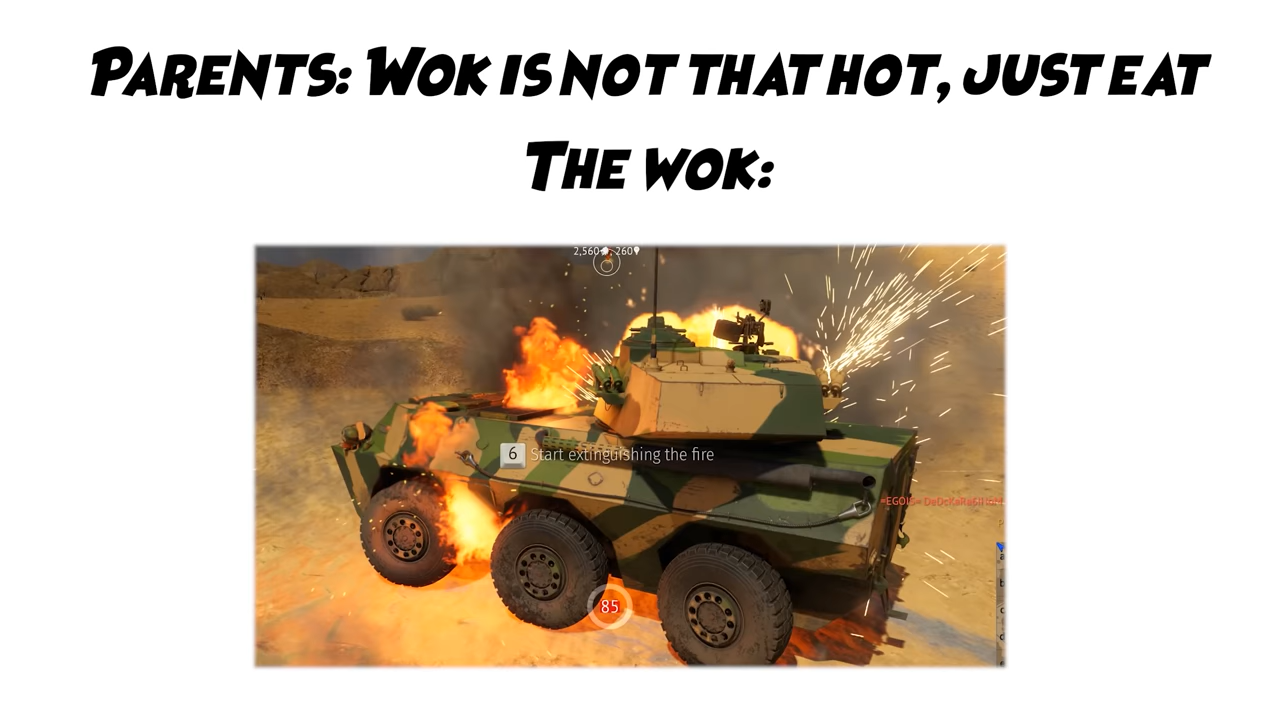 PARENTS: WOK IS NOT THAT HOT, JUST EAT
THE WOK:
2,560 260
6 Start extinguishing the fire
85